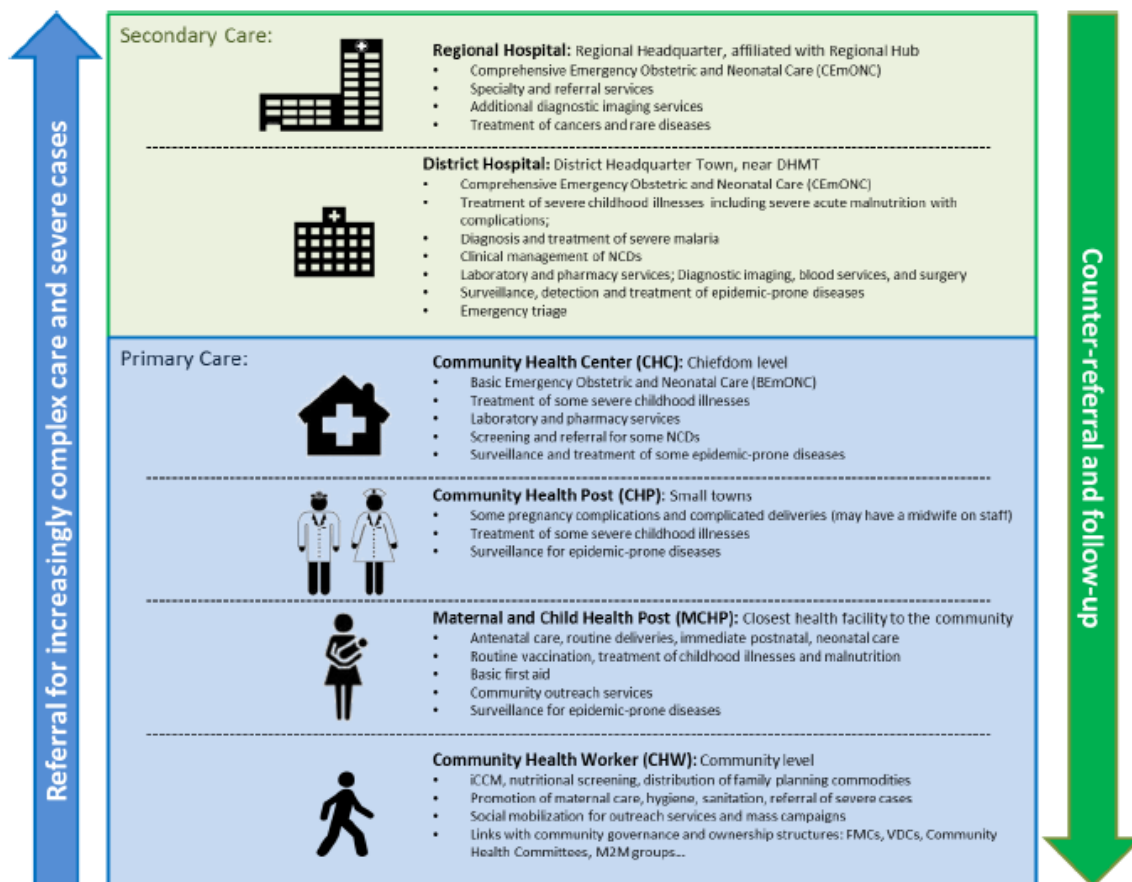 Referral for increasingly complex care and severe cases
Secondary Care:
Regional Hospital: Regional Headquarter, affiliated with Regional Hub
• Comprehensive Emergency Obstetric and Neonatal Care (CEmONC)
• Specialty and referral services
• Additional diagnostic imaging services
• Treatment of cancers and rare diseases
District Hospital: District Headquarter Town, near DHMT
• Comprehensive Emergency Obstetric and Neonatal Care (CEmONC)
• Treatment of severe childhood illnesses including severe acute malnutrition with
complications;
• Diagnosis and treatment of severe malaria
• Clinical management of NCDs
• Laboratory and pharmacy services; Diagnostic imaging, blood services, and surgery
• Surveillance, detection and treatment of epidemic-prone diseases
• Emergency triage
Primary Care:
Community Health Center (CHC): Chiefdom level
• Basic Emergency Obstetric and Neonatal Care (BEmONC)
• Treatment of some severe childhood illnesses
• Laboratory and pharmacy services
• Screening and referral for some NCDs
• Surveillance and treatment of some epidemic-prone diseases
Community Health Post (CHP): Small towns
• Some pregnancy complications and complicated deliveries (may have a midwife on staff)
• Treatment of some severe childhood illnesses
• Surveillance for epidemic-prone diseases
Maternal and Child Health Post (MCHP): Closest health facility to the community
• Antenatal care, routine deliveries, immediate postnatal, neonatal care
• Routine vaccination, treatment of childhood illnesses and malnutrition
• Basic first aid
• Community outreach services
• Surveillance for epidemic-prone diseases
Community Health Worker (CHW): Community level
• iCCM, nutritional screening, distribution of family planning commodities
• Promotion of maternal care, hygiene, sanitation, referral of severe cases
• Social mobilization for outreach services and mass campaigns
• Links with community governance and ownership structures: FMCs, VDCs, Community
Health Committees, M2M groups...
Counter-referral and follow-up